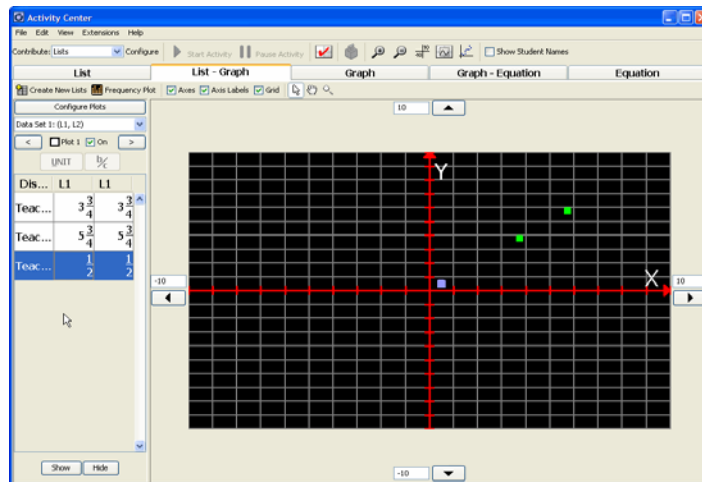 Activity Center
File Edit View Extensions Help
Contribute: Lists Configure Start Activity Pause Activity Show Student Names
List List - Graph Graph Graph - Equation Equation
Create New Lists Frequency Plot Axes Axis Labels Grid
Configure Plots
Data Set 1: (L1, L2)
< Plot 1 On >
UNIT b/c
Dis... L1 L1
Teac... 3 3/4 3 3/4
Teac... 5 3/4 5 3/4
Teac... 1/2 1/2
Show Hide
10
Y
-10
X
10
-10